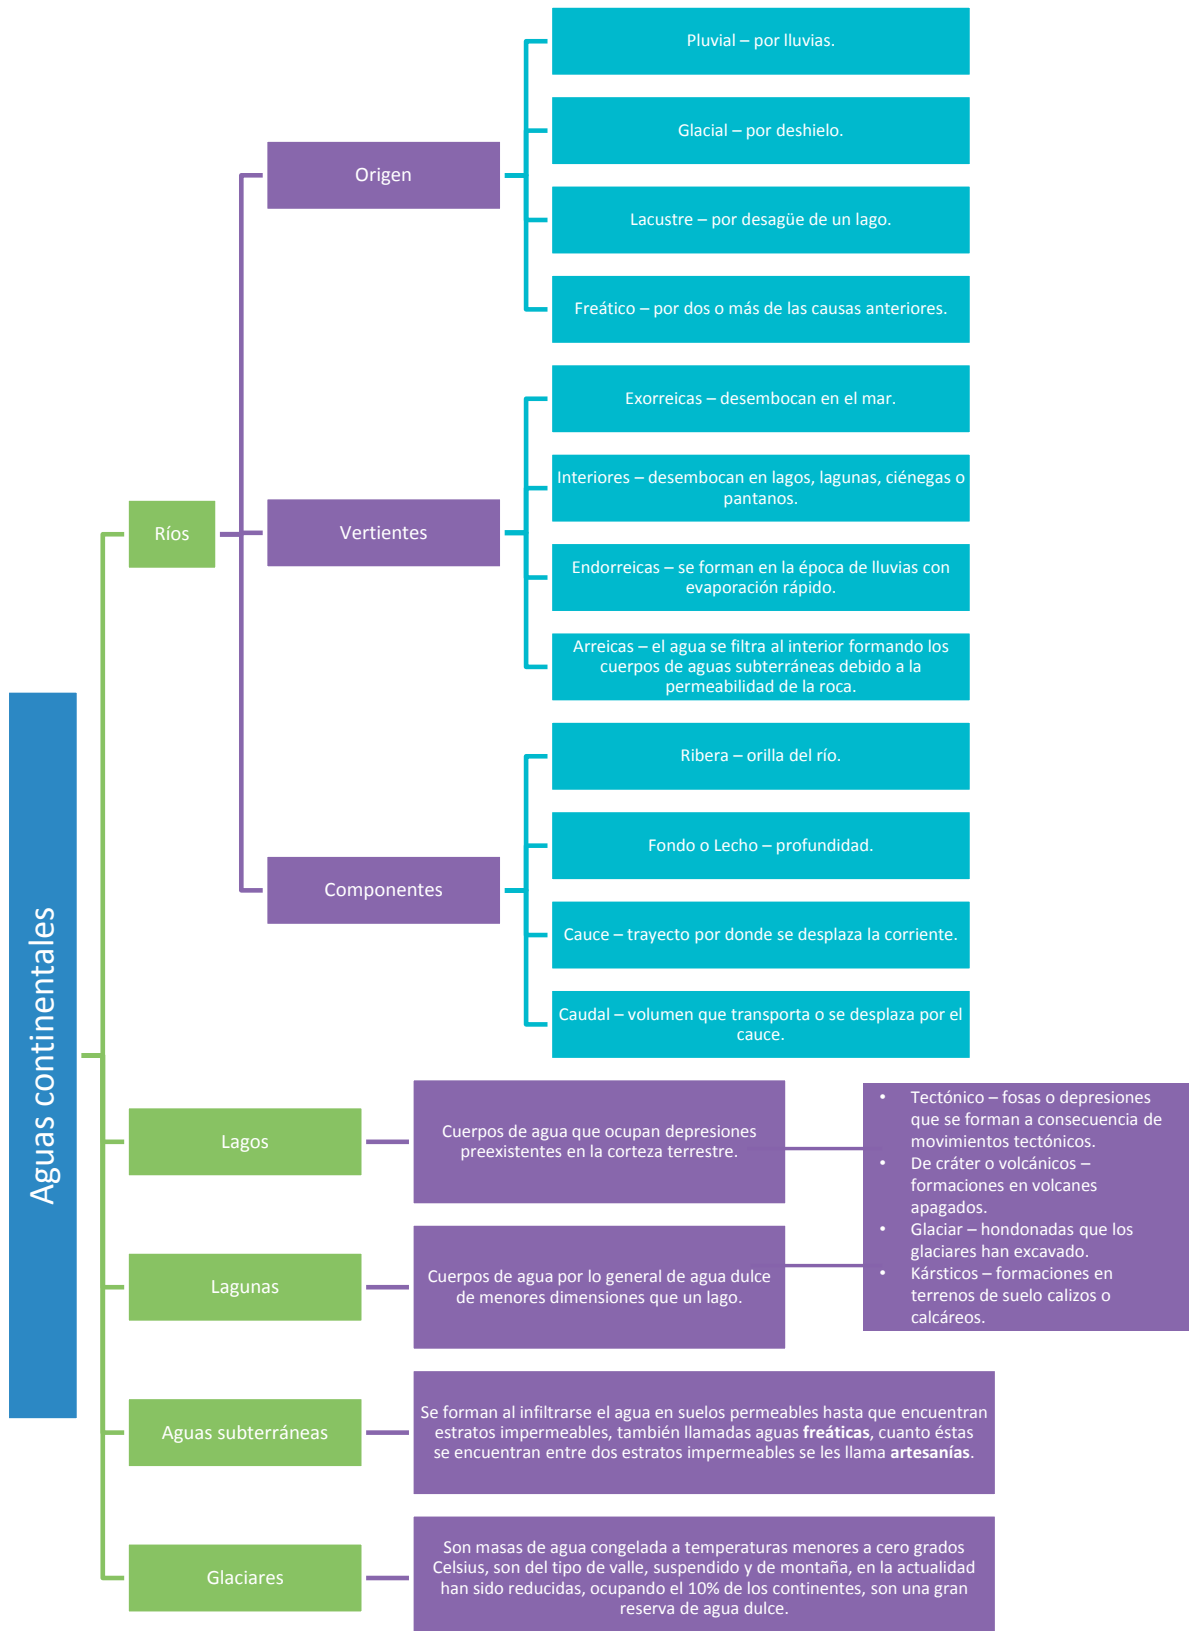 Aguas continentales
Ríos
Origen
Pluvial – por lluvias.
Glacial – por deshielo.
Lacustre – por desagüe de un lago.
Freático – por dos o más de las causas anteriores.
Vertientes
Exorreicas – desembocan en el mar.
Interiores – desembocan en lagos, lagunas, ciénegas o
pantanos.
Endorreicas – se forman en la época de lluvias con
evaporación rápido.
Arreicas – el agua se filtra al interior formando los
cuerpos de aguas subterráneas debido a la
permeabilidad de la roca.
Componentes
Ribera – orilla del río.
Fondo o Lecho – profundidad.
Cauce – trayecto por donde se desplaza la corriente.
Caudal – volumen que transporta o se desplaza por el
cauce.
Lagos
Cuerpos de agua que ocupan depresiones
preexistentes en la corteza terrestre.
Lagunas
Cuerpos de agua por lo general de agua dulce
de menores dimensiones que un lago.
• Tectónico – fosas o depresiones
que se forman a consecuencia de
movimientos tectónicos.
• De cráter o volcánicos –
formaciones en volcanes
apagados.
• Glaciar – hondonadas que los
glaciares han excavado.
• Kársticos – formaciones en
terrenos de suelo calizos o
calcáreos.
Aguas subterráneas
Se forman al infiltrarse el agua en suelos permeables hasta que encuentran
estratos impermeables, también llamadas aguas freáticas, cuanto éstas
se encuentran entre dos estratos impermeables se les llama artesanías.
Glaciares
Son masas de agua congelada a temperaturas menores a cero grados
Celsius, son del tipo de valle, suspendido y de montaña, en la actualidad
han sido reducidas, ocupando el 10% de los continentes, son una gran
reserva de agua dulce.